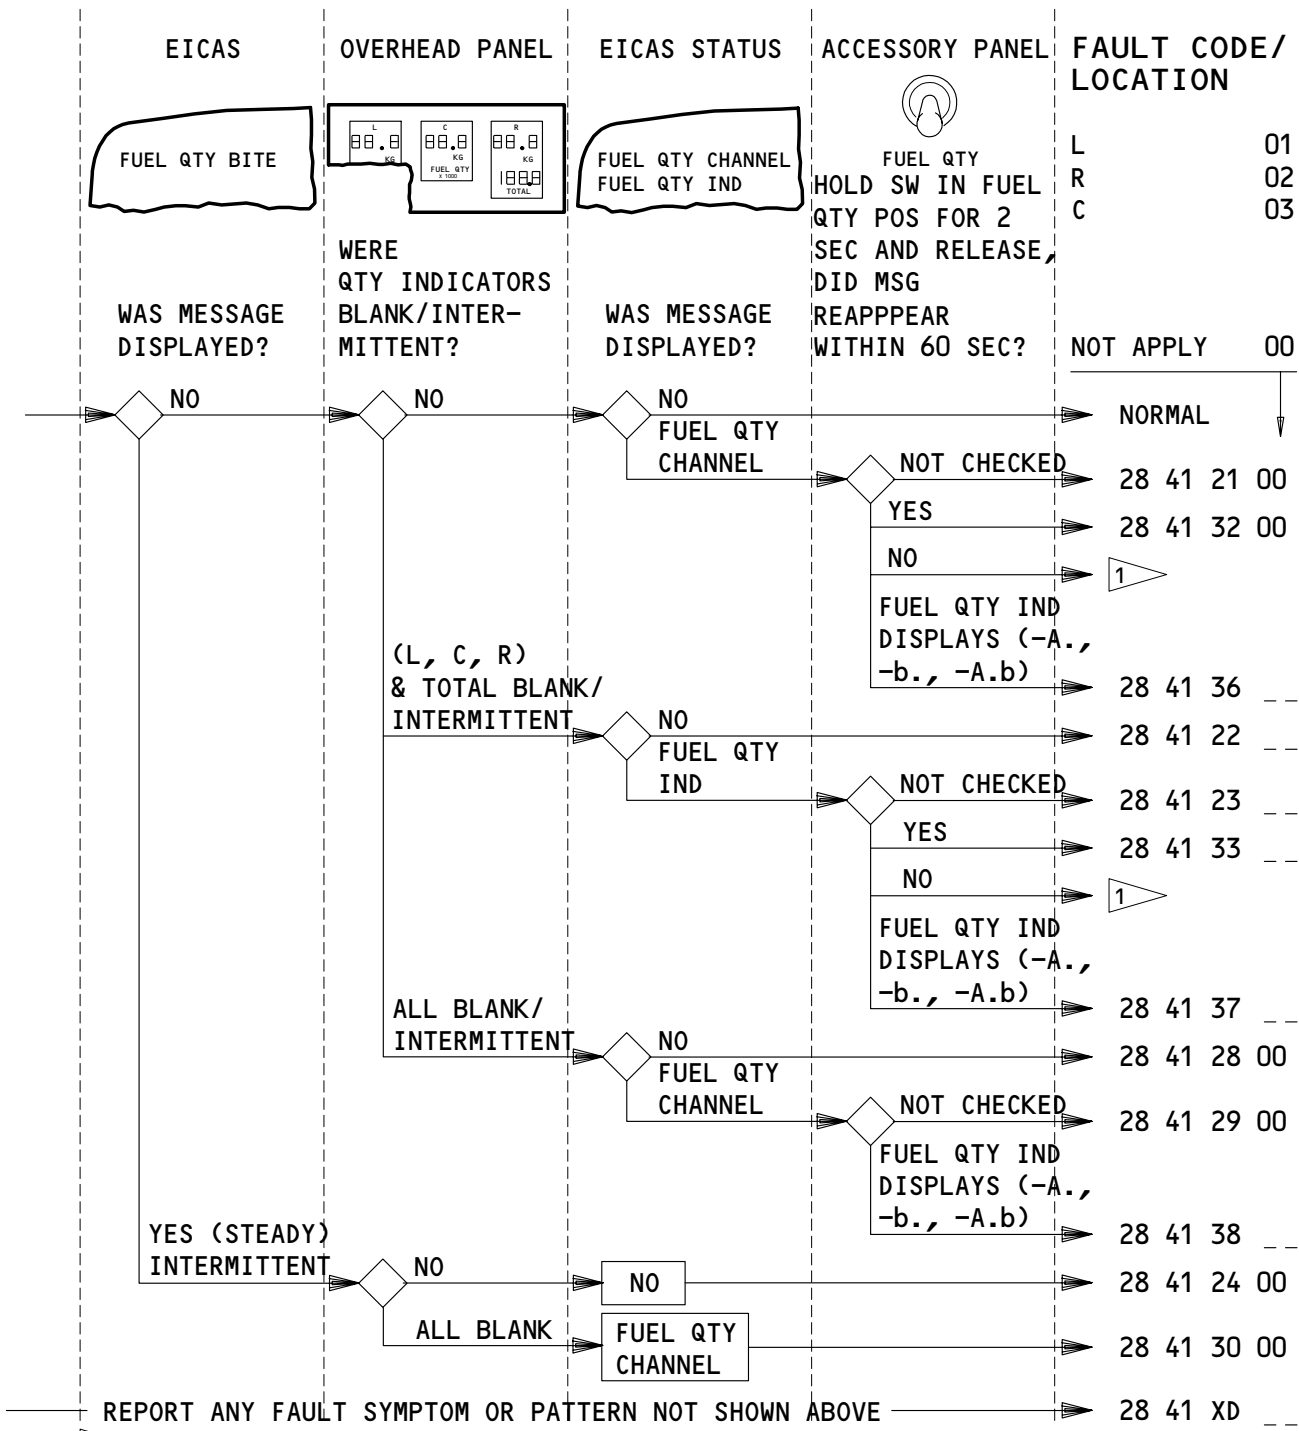 EICAS
OVERHEAD PANEL
EICAS STATUS
ACCESSORY PANEL
FAULT CODE/
LOCATION
FUEL QTY BITE
L
88.8
KG
C
88.8
KG
FUEL QTY
X 1000
R
88.8
KG
188.8
TOTAL
FUEL QTY CHANNEL
FUEL QTY IND
FUEL QTY
HOLD SW IN FUEL
QTY POS FOR 2
SEC AND RELEASE,
DID MSG
REAPPPEAR
WITHIN 60 SEC?
L 01
R 02
C 03
NOT APPLY 00
WAS MESSAGE
DISPLAYED?
WERE
QTY INDICATORS
BLANK/INTER-
MITTENT?
WAS MESSAGE
DISPLAYED?
NO
NO
NO
NORMAL
FUEL QTY
CHANNEL
NOT CHECKED
28 41 21 00
YES
28 41 32 00
NO
1
FUEL QTY IND
DISPLAYS (-A.,
-b., -A.b)
28 41 36 _ _
(L, C, R)
& TOTAL BLANK/
INTERMITTENT
NO
28 41 22 _ _
FUEL QTY
IND
NOT CHECKED
28 41 23 _ _
YES
28 41 33 _ _
NO
1
FUEL QTY IND
DISPLAYS (-A.,
-b., -A.b)
28 41 37 _ _
ALL BLANK/
INTERMITTENT
NO
28 41 28 00
FUEL QTY
CHANNEL
NOT CHECKED
28 41 29 00
FUEL QTY IND
DISPLAYS (-A.,
-b., -A.b)
28 41 38 _ _
YES (STEADY)
INTERMITTENT
NO
NO
28 41 24 00
ALL BLANK
FUEL QTY
CHANNEL
28 41 30 00
REPORT ANY FAULT SYMPTOM OR PATTERN NOT SHOWN ABOVE
28 41 XD _ _